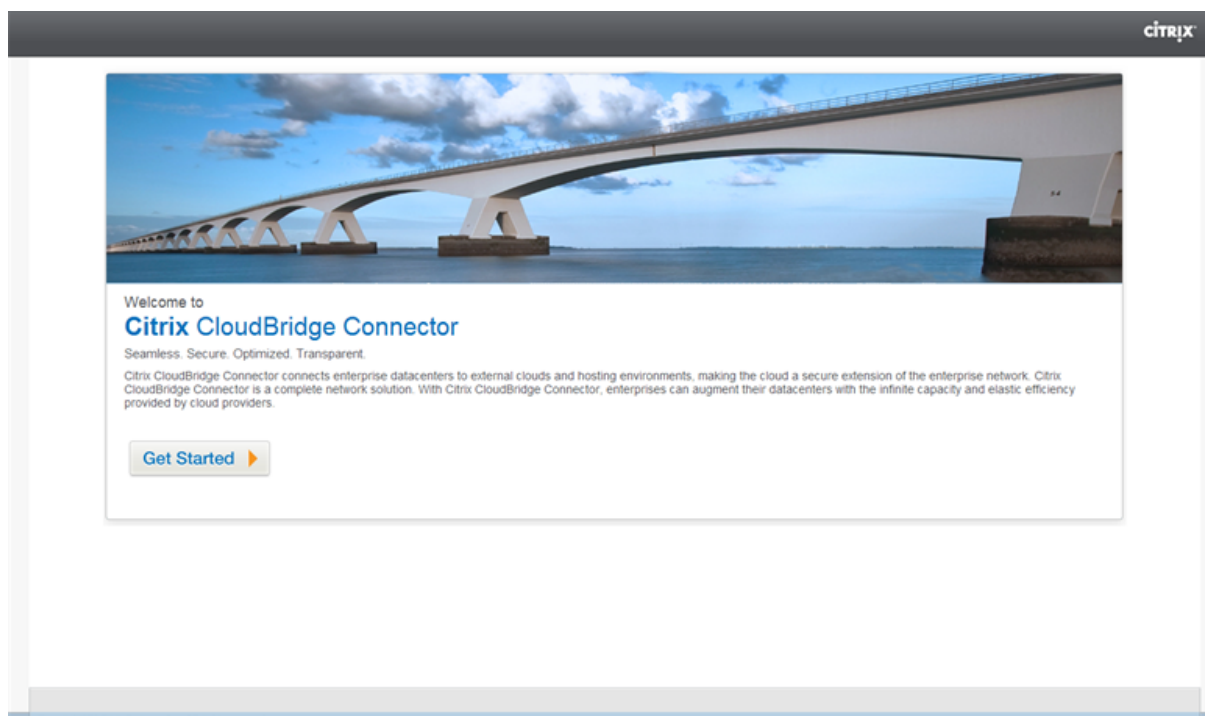 CITRIX
Welcome to
Citrix CloudBridge Connector
Seamless. Secure. Optimized. Transparent.
Citrix CloudBridge Connector connects enterprise datacenters to external clouds and hosting environments, making the cloud a secure extension of the enterprise network. Citrix
CloudBridge Connector is a complete network solution. With Citrix CloudBridge Connector, enterprises can augment their datacenters with the infinite capacity and elastic efficiency
provided by cloud providers.
Get Started